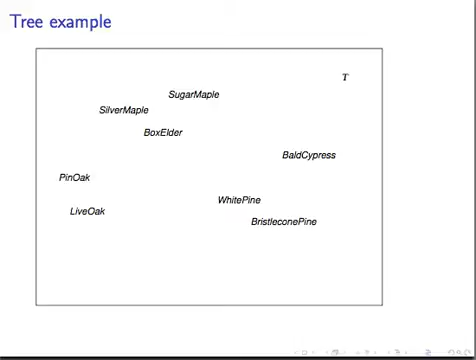 Tree example
T
SugarMaple
SilverMaple
BoxElder
BaldCypress
PinOak
WhitePine
LiveOak
BristleconePine